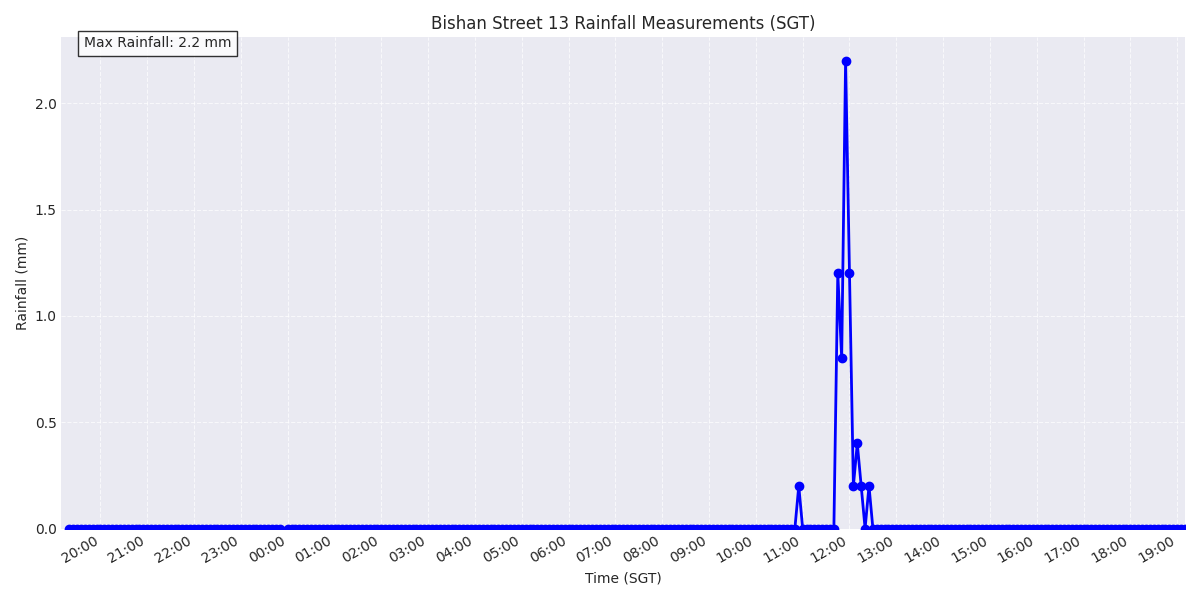 Bishan Street 13 Rainfall Measurements (SGT)
Max Rainfall: 2.2 mm
2.0
1.5
1.0
0.5
0.0
Rainfall (mm)
20:00 21:00 22:00 23:00 00:00 01:00 02:00 03:00 04:00 05:00 06:00 07:00 08:00 09:00 10:00 11:00 12:00 13:00 14:00 15:00 16:00 17:00 18:00 19:00
Time (SGT)